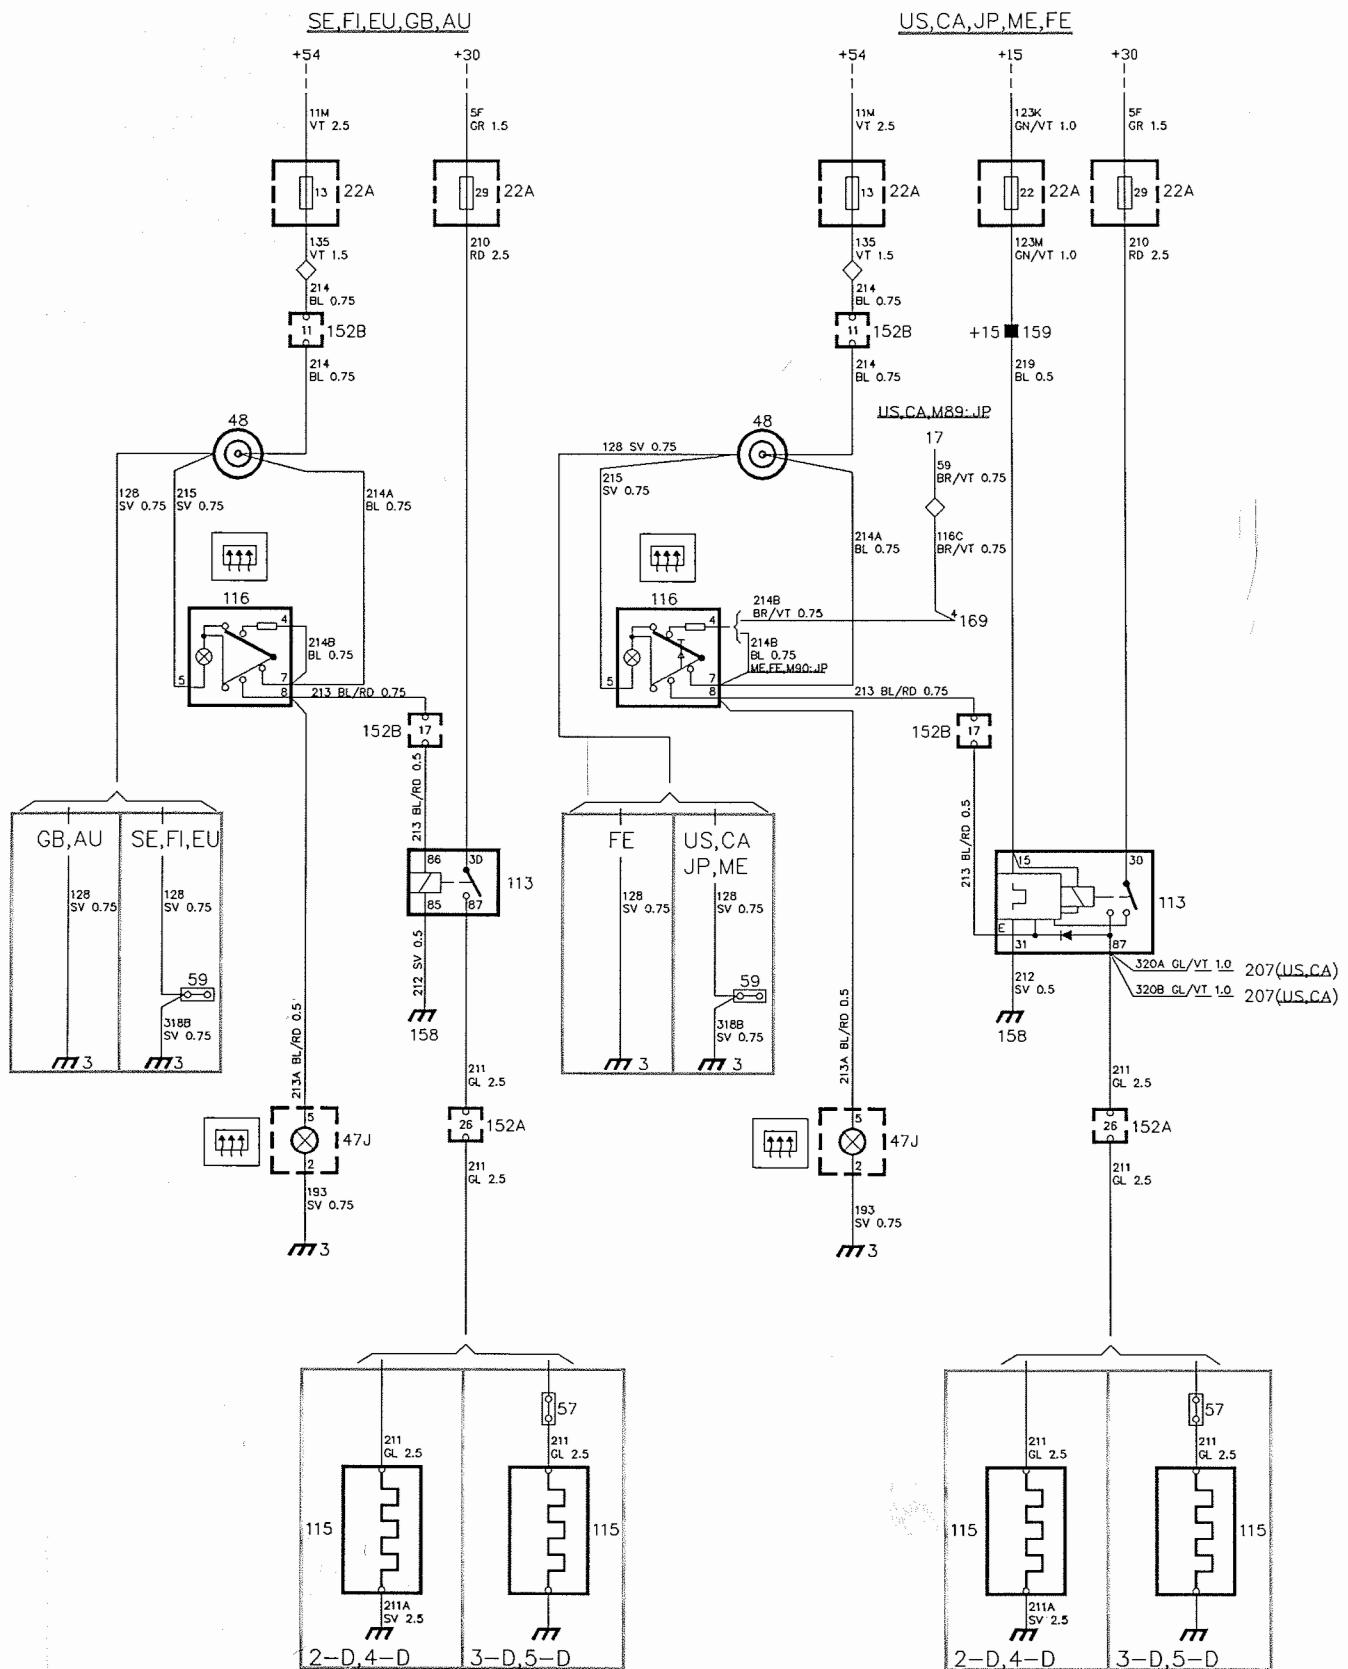 SE,FI,EU,GB,AU
US,CA,JP,ME,FE
+54
+30
+54
+15
+30
11M
VT 2.5
5F
GR 1.5
11M
VT 2.5
123K
GN/VT 1.0
5F
GR 1.5
13
22A
29
22A
13
22A
22
22A
29
22A
135
VT 1.5
210
RD 2.5
135
VT 1.5
123M
GN/VT 1.0
210
RD 2.5
214
BL 0.75
214
BL 0.75
11
152B
11
152B
+15
159
214
BL 0.75
214
BL 0.75
219
BL 0.5
US,CA,M89:JP
48
48
17
128 SV 0.75
59
BR/VT 0.75
128
SV 0.75
215
SV 0.75
214A
BL 0.75
215
SV 0.75
214A
BL 0.75
116C
BR/VT 0.75
116
116
214B
BR/VT 0.75
4
169
4
4
214B
BL 0.75
214B
BL 0.75
ME,FE,M90:JP
5
7
8
213 BL/RD 0.75
5
7
8
213 BL/RD 0.75
152B
17
152B
17
213 BL/RD 0.5
213 BL/RD 0.5
GB,AU
SE,FI,EU
FE
US,CA
JP,ME
86
30
85
87
113
15
30
E
31
87
113
128
SV 0.75
128
SV 0.75
128
SV 0.75
128
SV 0.75
212 SV 0.5
212
SV 0.5
320A GL/VT 1.0
207(US,CA)
320B GL/VT 1.0
207(US,CA)
59
59
318B
SV 0.75
318B
SV 0.75
158
158
3
3
3
3
213A BL/RD 0.5
213A BL/RD 0.5
211
GL 2.5
211
GL 2.5
5
2
47J
26
152A
5
2
47J
26
152A
211
GL 2.5
211
GL 2.5
193
SV 0.75
193
SV 0.75
3
3
57
57
211
GL 2.5
211
GL 2.5
211
GL 2.5
211
GL 2.5
115
115
115
115
211A
SV 2.5
211A
SV 2.5
2-D,4-D
3-D,5-D
2-D,4-D
3-D,5-D